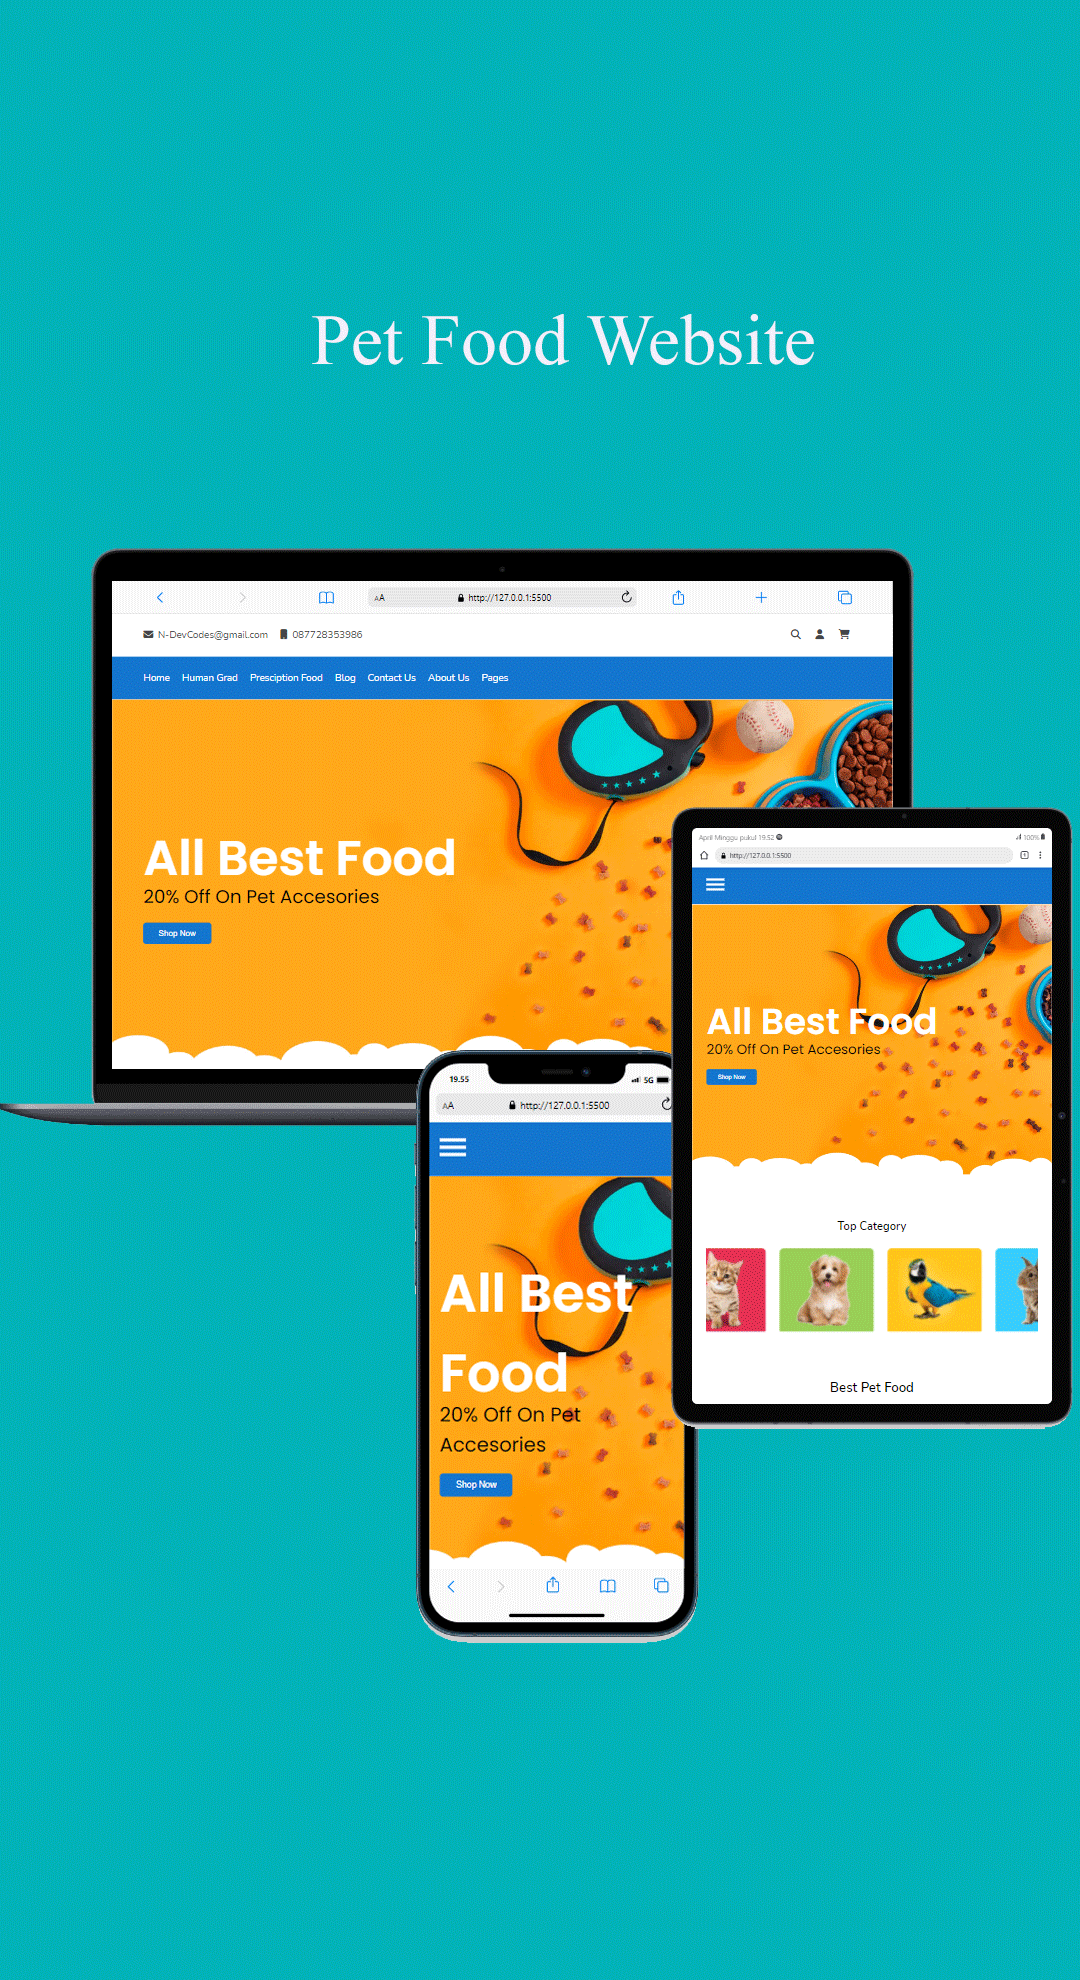 Pet Food Website
AA http://127.0.0.1:5500
N-DevCodes@gmail.com 087728353986
Home Human Grad Presciption Food Blog Contact Us About Us Pages
All Best Food
20% Off On Pet Accesories
Shop Now
April Minggu pukul 19.52 100%
http://127.0.0.1:5500 1
All Best Food
20% Off On Pet Accesories
Shop Now
Top Category
Best Pet Food
19.55 5G
AA http://127.0.0.1:5500
All Best
Food
20% Off On Pet
Accesories
Shop Now